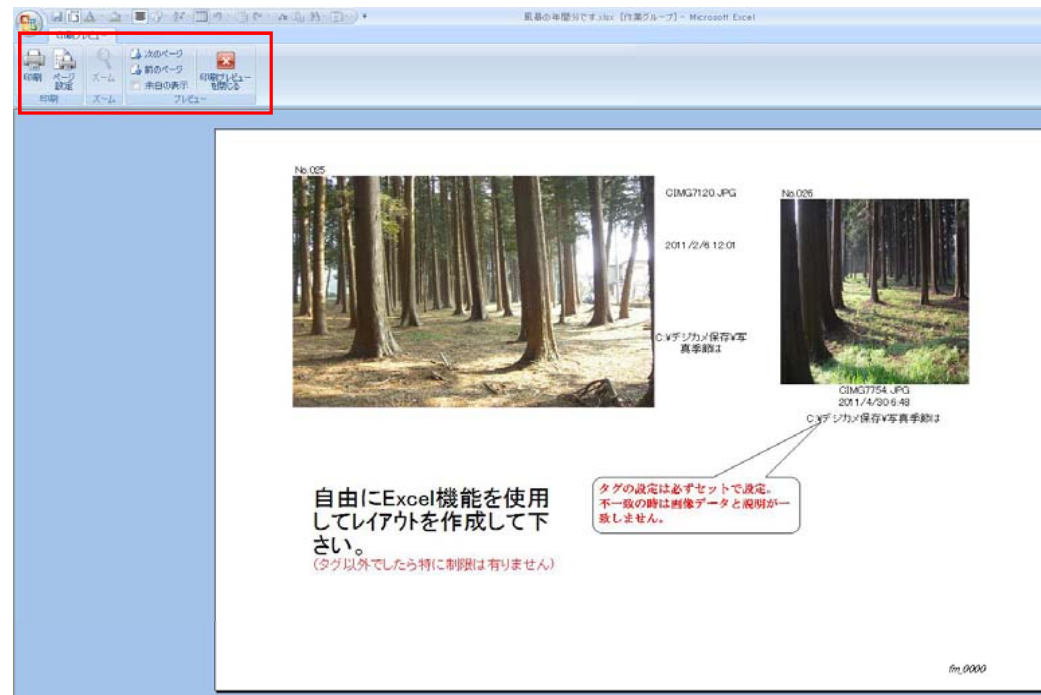 風景の年間分です.xlsx [作業グループ] - Microsoft Excel
印刷プレビュー
印刷
ページ設定
ズーム
次のページ
前のページ
余白の表示
印刷プレビューを閉じる
印刷
ズーム
プレビュー
No.025
CIMG7120.JPG
2011/2/6 12:01
C:¥デジカメ保存¥写
真季節は
No.026
CIMG7754.JPG
2011/4/30 6:48
C:¥デジカメ保存¥写真季節は
自由にExcel機能を使用
してレイアウトを作成して下
さい。
(タグ以外でしたら特に制限は有りません)
タグの設定は必ずセットで設定。
不一致の時は画像データと説明が一
致しません。
fm_0000